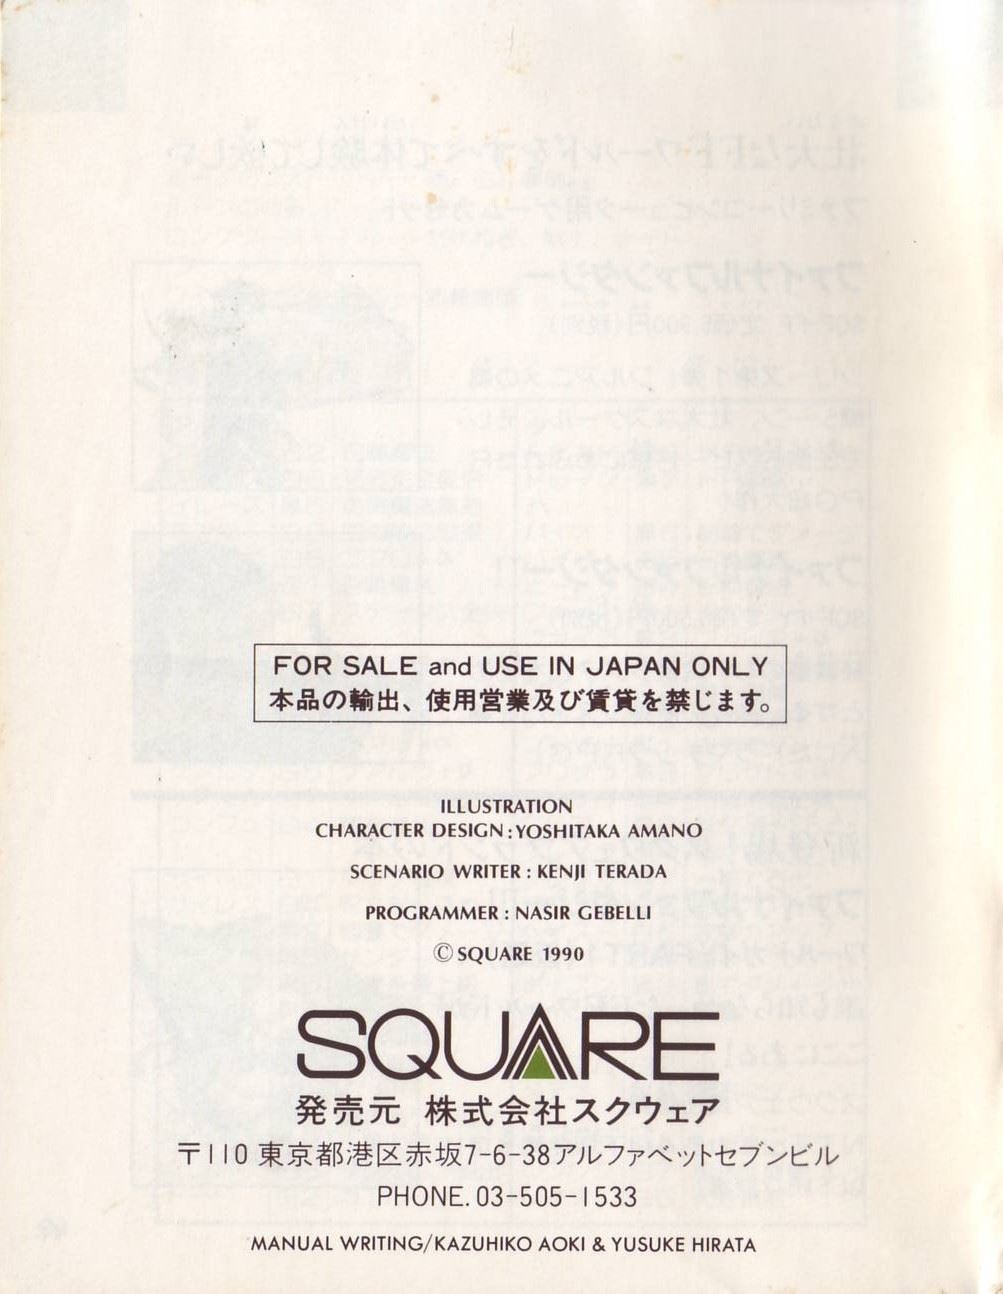 FOR SALE and USE IN JAPAN ONLY
本品の輸出、使用営業及び賃貸を禁じます。
ILLUSTRATION
CHARACTER DESIGN:YOSHITAKA AMANO
SCENARIO WRITER : KENJI TERADA
PROGRAMMER : NASIR GEBELLI
©SQUARE 1990
SQUARE
発売元 株式会社スクウェア
〒110 東京都港区赤坂7-6-38アルファベットセブンビル
PHONE. 03-505-1533
MANUAL WRITING/KAZUHIKO AOKI & YUSUKE HIRATA